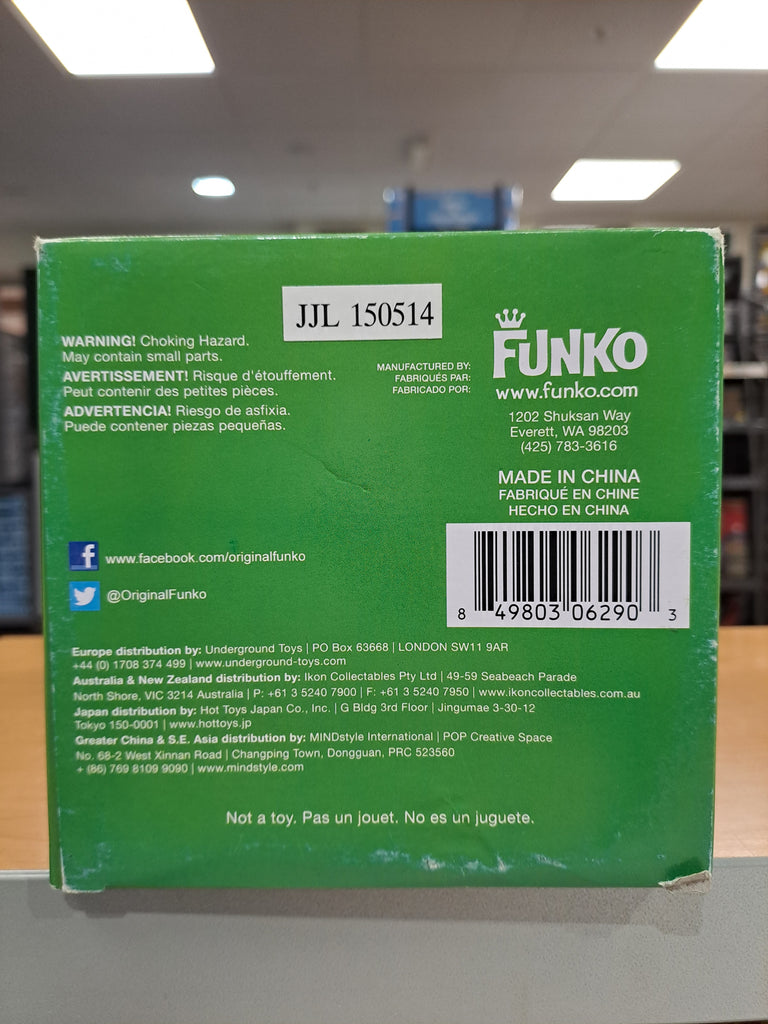 JJL 150514
WARNING! Choking Hazard.
May contain small parts.
AVERTISSEMENT! Risque d'étouffement.
Peut contenir des petites pièces.
ADVERTENCIA! Riesgo de asfixia.
Puede contener piezas pequeñas.
MANUFACTURED BY:
FABRIQUÉS PAR:
FABRICADO POR:
FUNKO
www.funko.com
1202 Shuksan Way
Everett, WA 98203
(425) 783-3616
MADE IN CHINA
FABRIQUÉ EN CHINE
HECHO EN CHINA
8 49803 06290 3
f www.facebook.com/originalfunko
@OriginalFunko
Europe distribution by: Underground Toys | PO Box 63668 | LONDON SW11 9AR
+44 (0) 1708 374 499 | www.underground-toys.com
Australia & New Zealand distribution by: Ikon Collectables Pty Ltd | 49-59 Seabeach Parade
North Shore, VIC 3214 Australia | P: +61 3 5240 7900 | F: +61 3 5240 7950 | www.ikoncollectables.com.au
Japan distribution by: Hot Toys Japan Co., Inc. | G Bldg 3rd Floor | Jingumae 3-30-12
Tokyo 150-0001 | www.hottoys.jp
Greater China & S.E. Asia distribution by: MINDstyle International | POP Creative Space
No. 68-2 West Xinnan Road | Changping Town, Dongguan, PRC 523560
+ (86) 769 8109 9090 | www.mindstyle.com
Not a toy. Pas un jouet. No es un juguete.